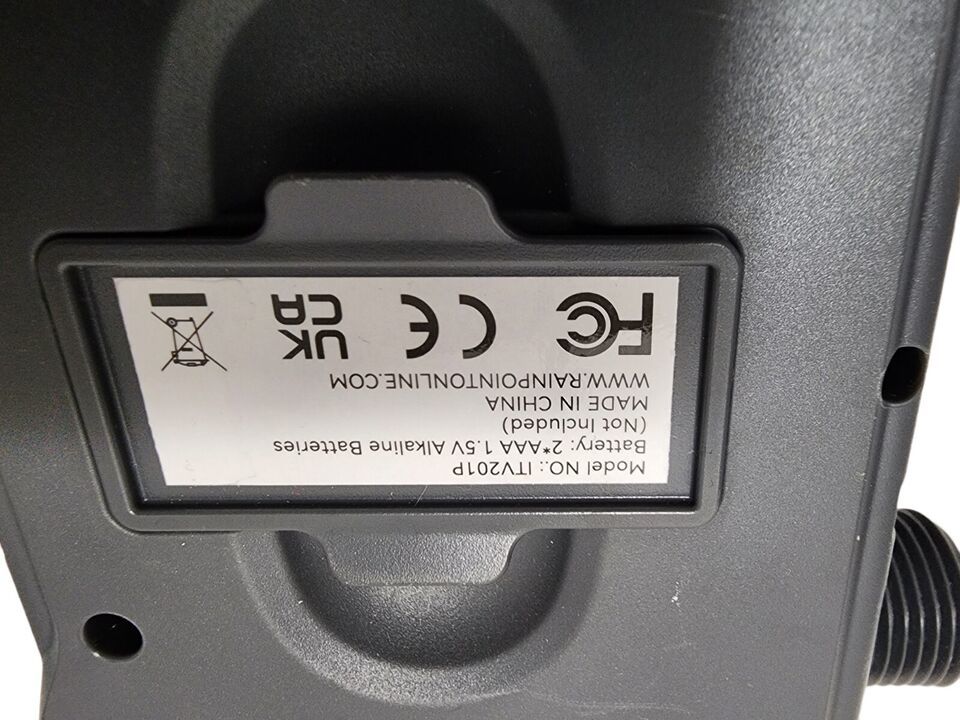 Model NO.: ITV201P
Battery: 2*AAA 1.5V Alkaline Batteries
(Not Included)
MADE IN CHINA
WWW.RAINPOINTONLINE.COM
FC CE UK CA